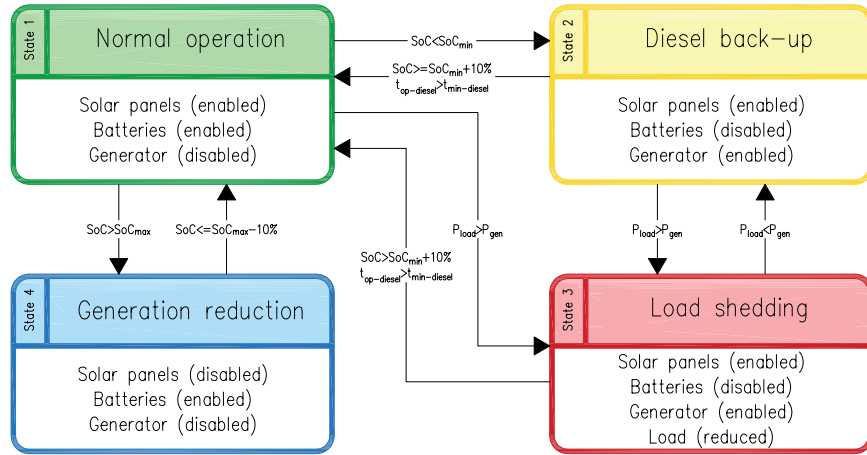 State 1
Normal operation
Solar panels (enabled)
Batteries (enabled)
Generator (disabled)
SoC<SoCmin
SoC>=SoCmin+10%
top-diesel>tmin-diesel
State 2
Diesel back-up
Solar panels (enabled)
Batteries (disabled)
Generator (enabled)
SoC>SoCmax
SoC<=SoCmax-10%
SoC>SoCmin+10%
top-diesel>tmin-diesel
Pload>Pgen
Pload>Pgen
Pload<Pgen
State 4
Generation reduction
Solar panels (disabled)
Batteries (enabled)
Generator (disabled)
State 3
Load shedding
Solar panels (enabled)
Batteries (disabled)
Generator (enabled)
Load (reduced)